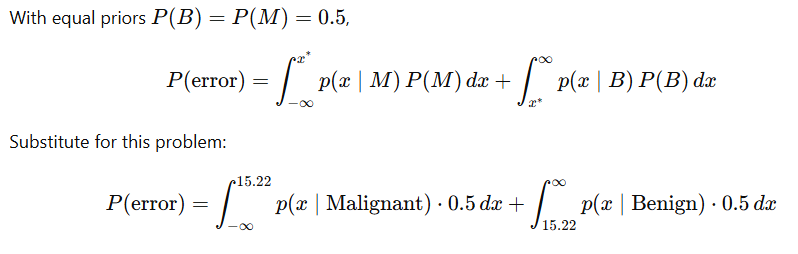 With equal priors P(B) = P(M) = 0.5,
P(error) = ∫_{-∞}^{x*} p(x | M) P(M) dx + ∫_{x*}^{∞} p(x | B) P(B) dx
Substitute for this problem:
P(error) = ∫_{-∞}^{15.22} p(x | Malignant) · 0.5 dx + ∫_{15.22}^{∞} p(x | Benign) · 0.5 dx